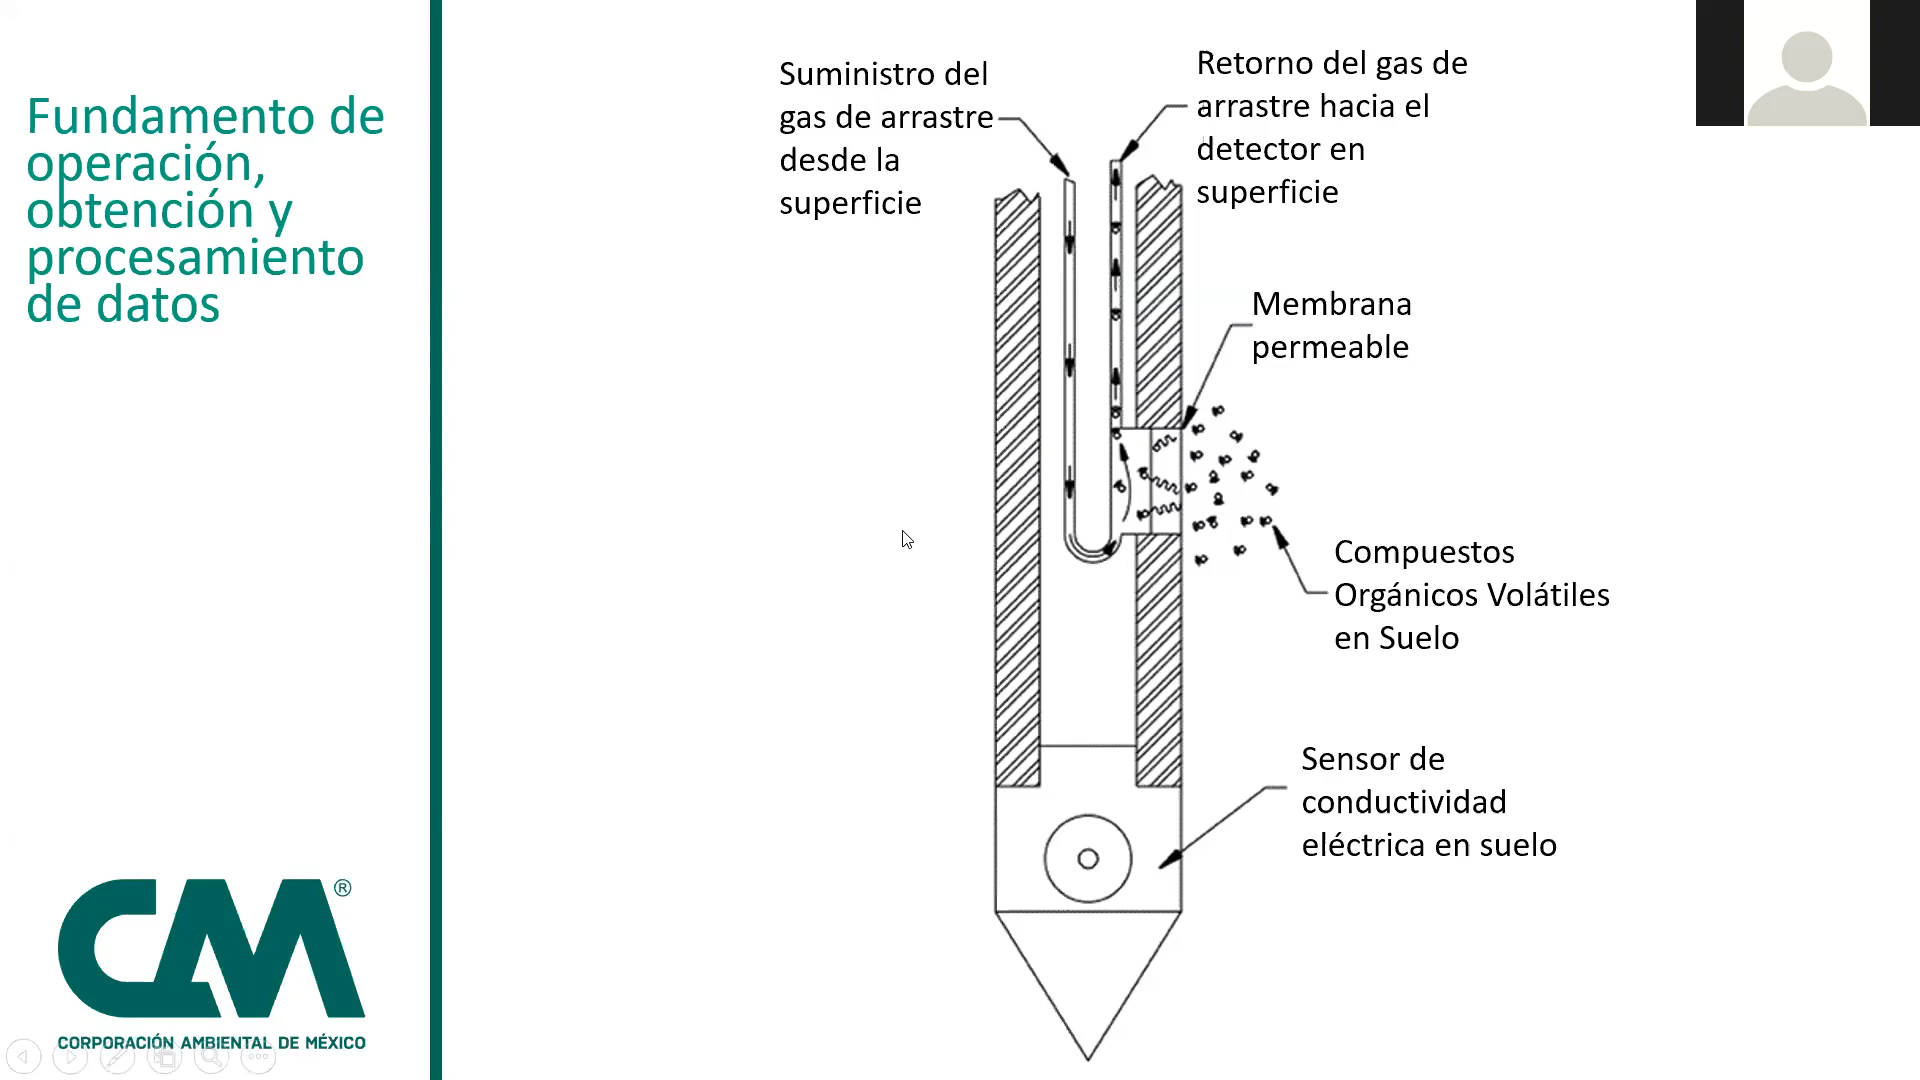 Fundamento de
operación,
obtención y
procesamiento
de datos
Suministro del
gas de arrastre
desde la
superficie
Retorno del gas de
arrastre hacia el
detector en
superficie
Membrana
permeable
Compuestos
Orgánicos Volátiles
en Suelo
Sensor de
conductividad
eléctrica en suelo
CAM®
CORPORACIÓN AMBIENTAL DE MÉXICO